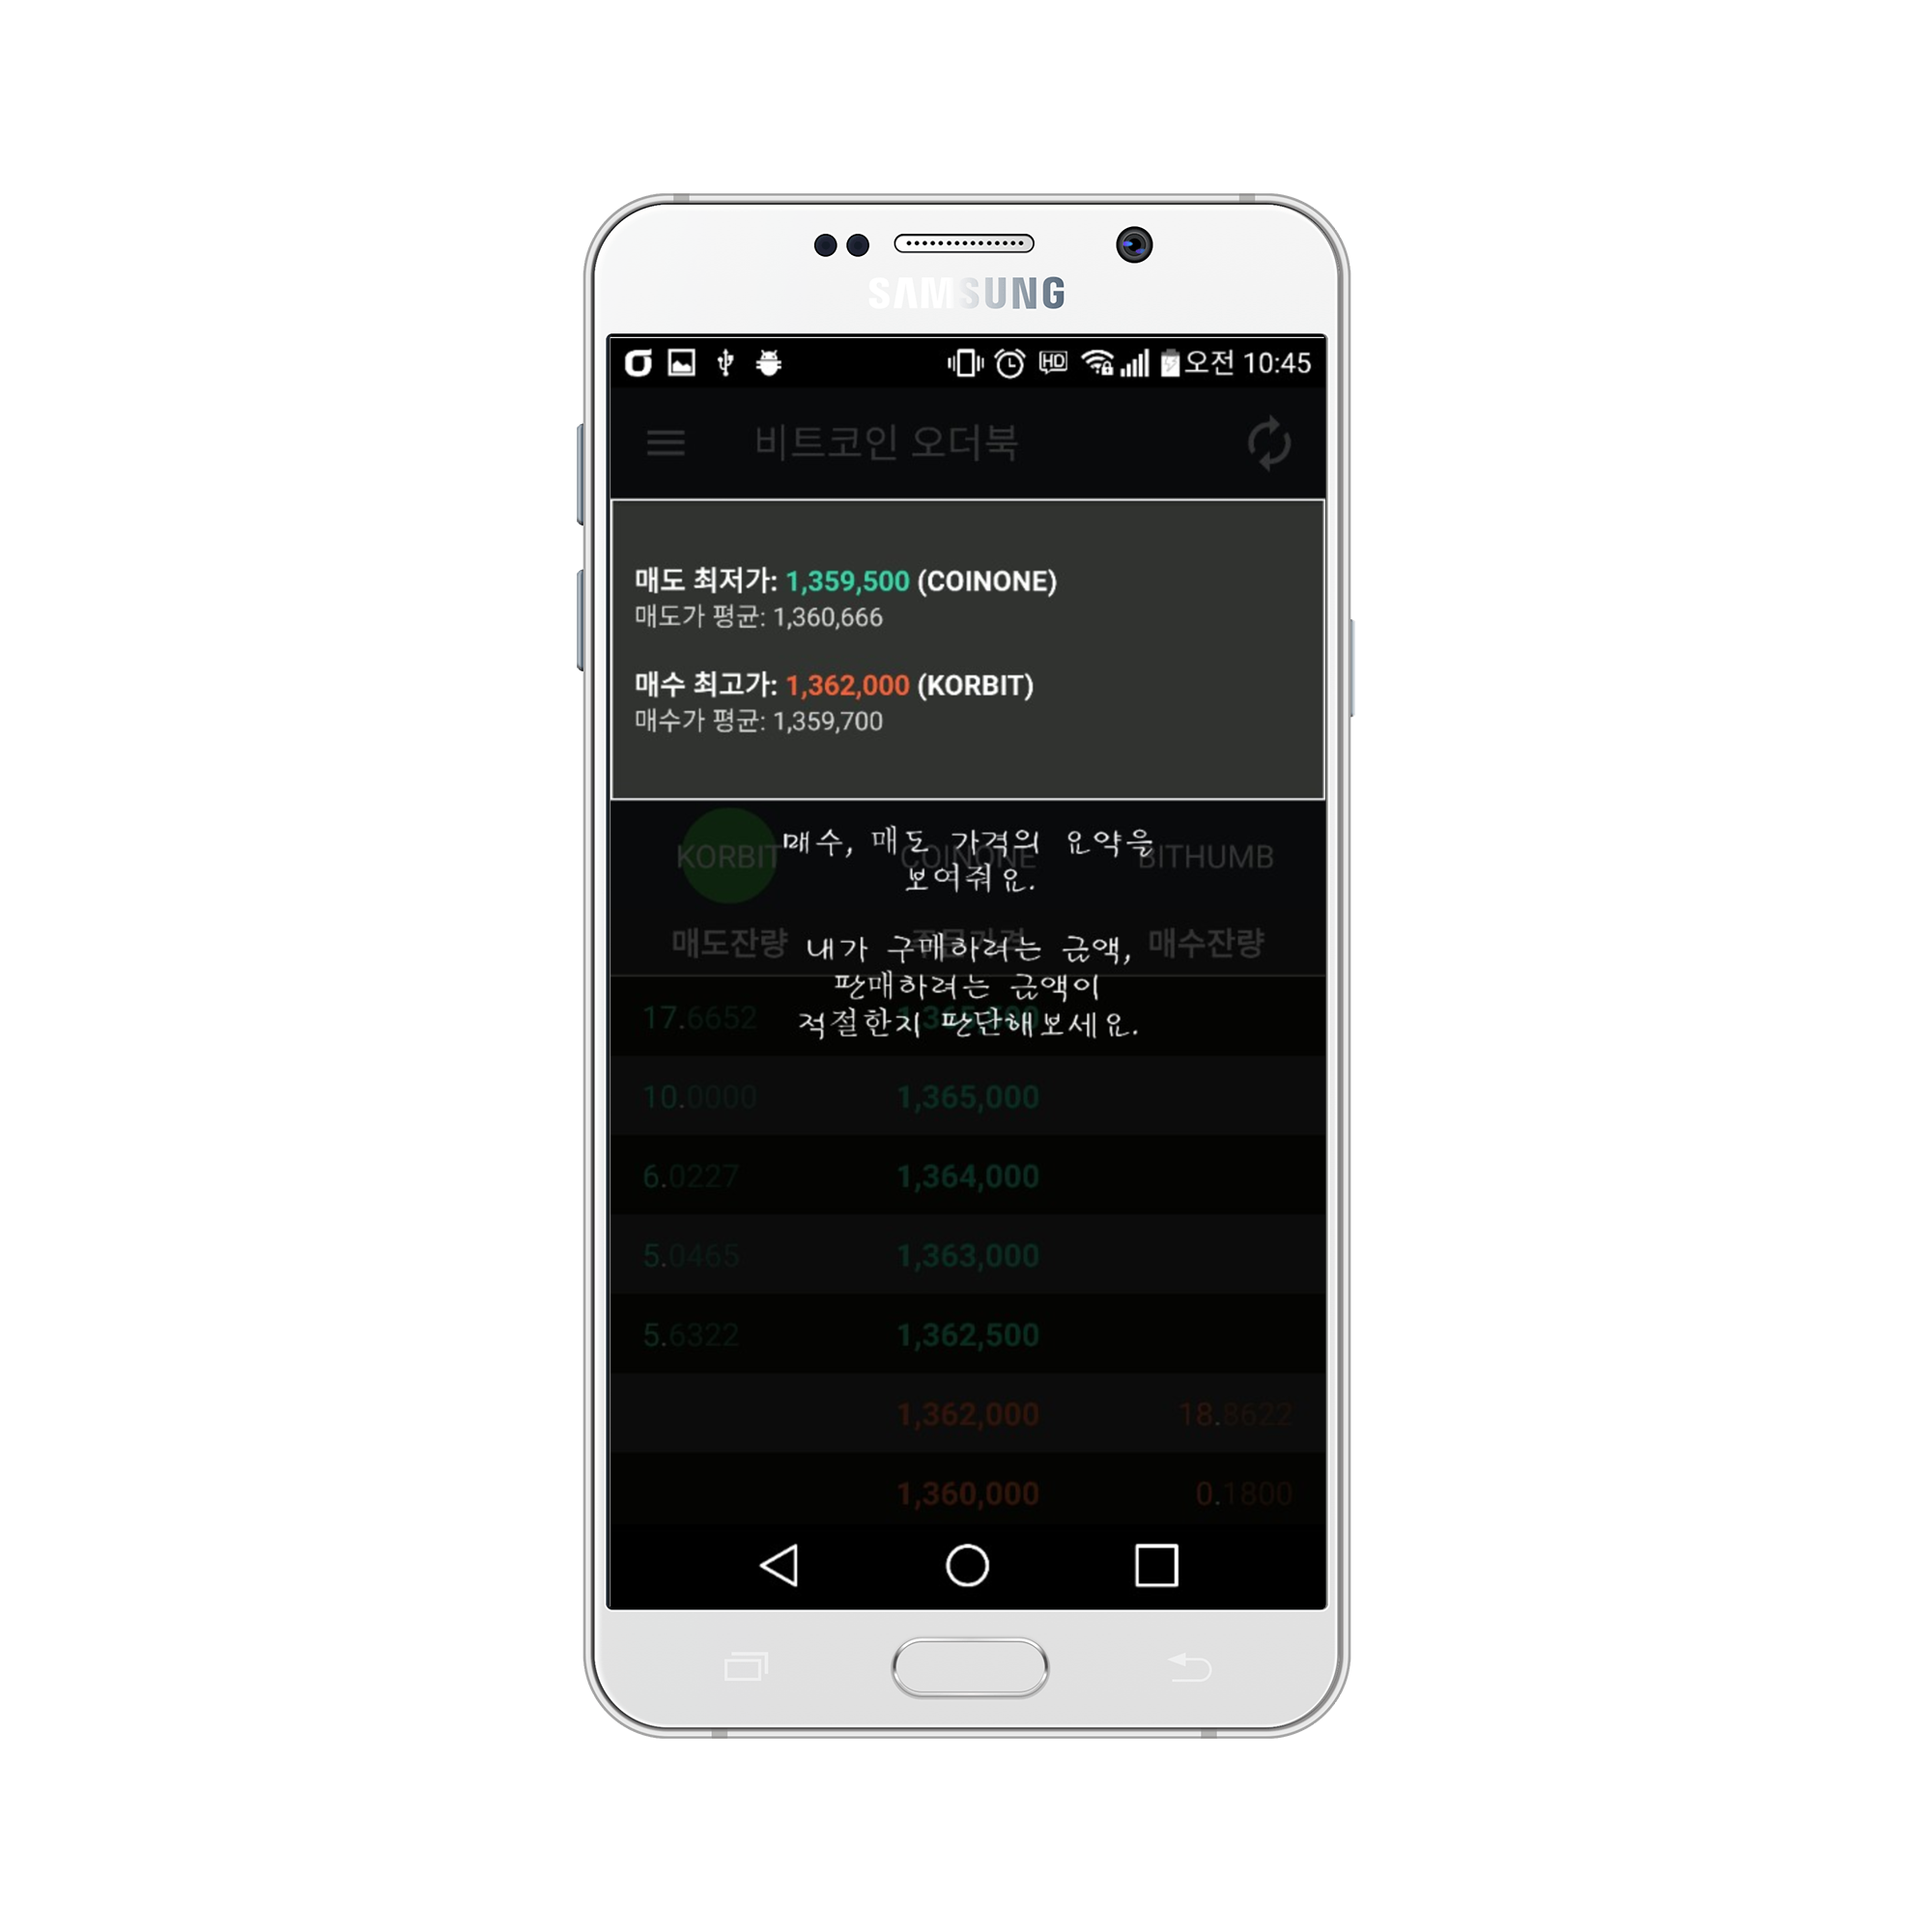 SAMSUNG
HD 오전 10:45
비트코인 오더북
매도 최저가: 1,359,500 (COINONE)
매도가 평균: 1,360,666
매수 최고가: 1,362,000 (KORBIT)
매수가 평균: 1,359,700
KORBIT COINONE BITHUMB
매수, 매도 가격의 요약을
보여줘요.
매도잔량 주문가격 매수잔량
내가 구매하려는 금액,
판매하려는 금액이
적절한지 판단해보세요.
17.6652
10.0000 1,365,000
6.0227 1,364,000
5.0465 1,363,000
5.6322 1,362,500
1,362,000 18.8622
1,360,000 0.1800